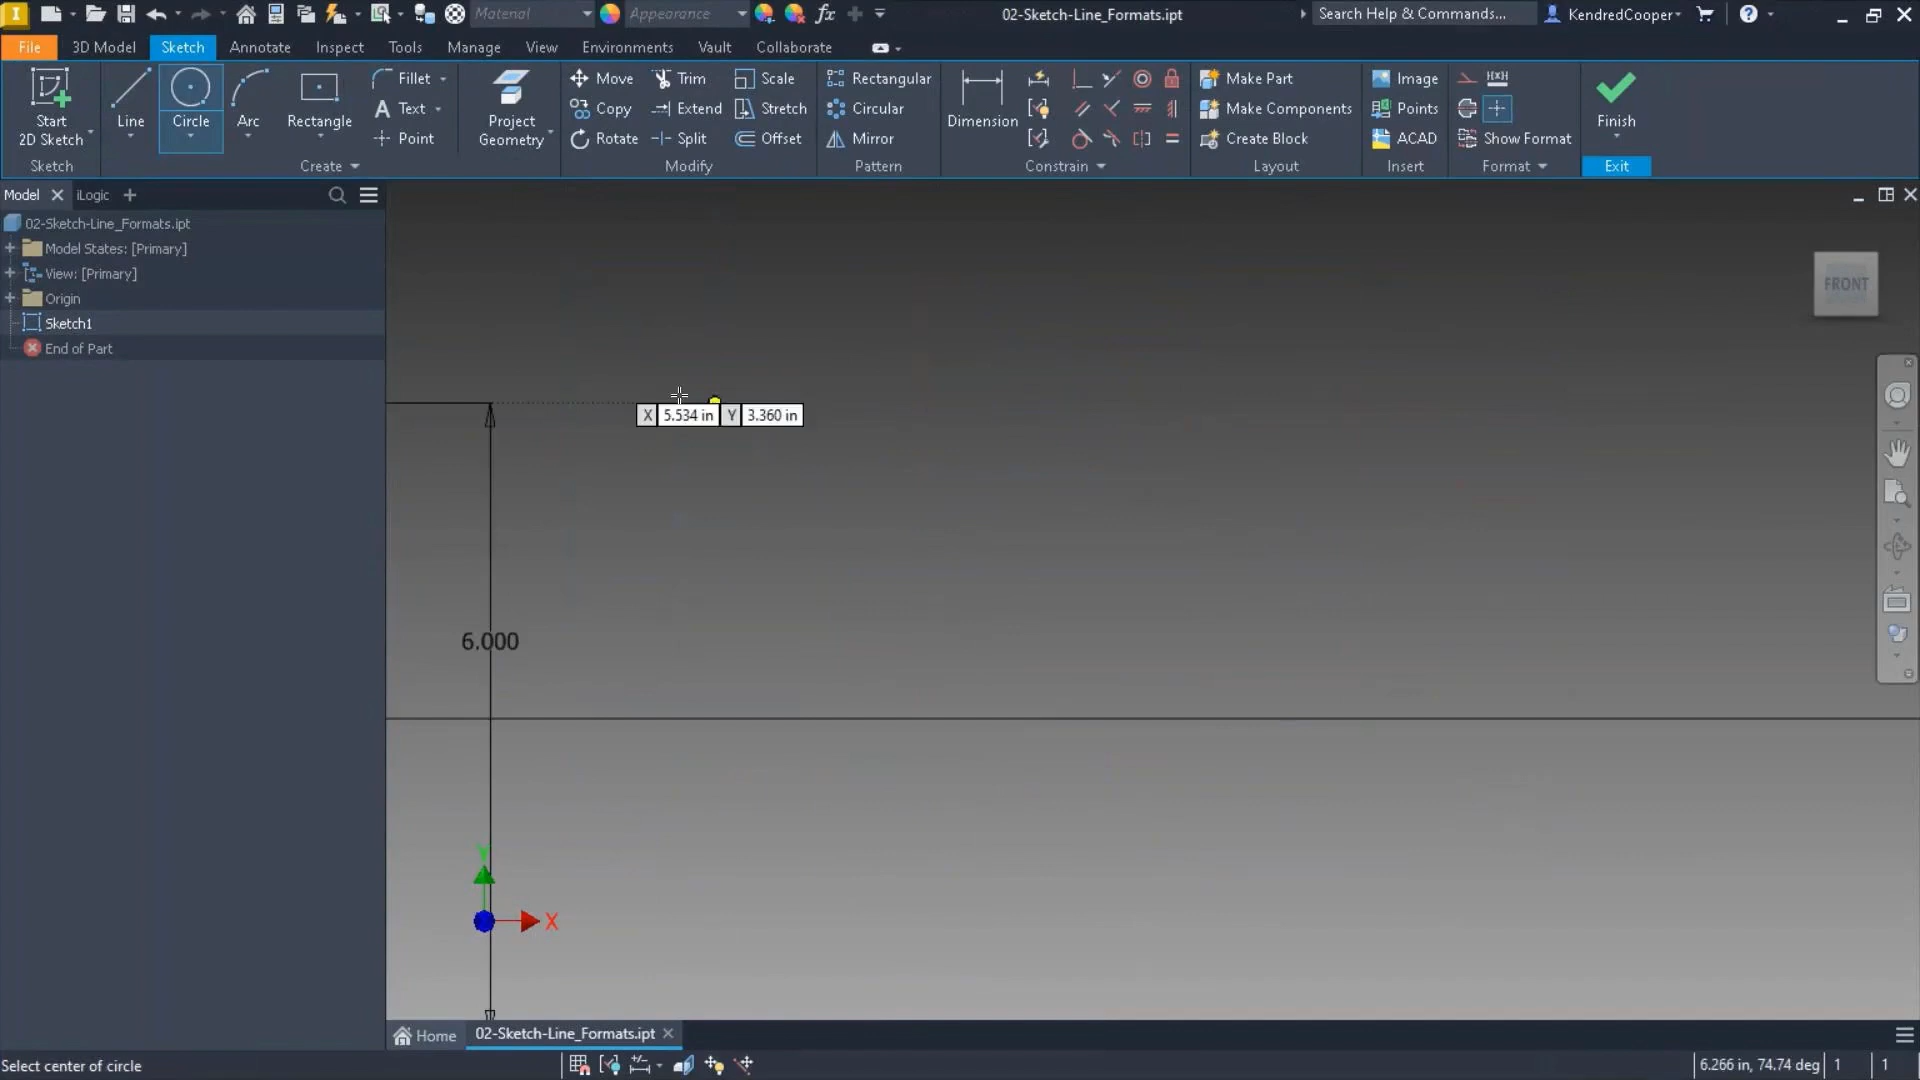 Material
Appearance
fx
02-Sketch-Line_Formats.ipt
Search Help & Commands...
KendredCooper
File
3D Model
Sketch
Annotate
Inspect
Tools
Manage
View
Environments
Vault
Collaborate
Start
2D Sketch
Line
Circle
Arc
Rectangle
Fillet
Text
Point
Project
Geometry
Move
Copy
Rotate
Trim
Extend
Split
Scale
Stretch
Offset
Rectangular
Circular
Mirror
Dimension
Make Part
Make Components
Create Block
Image
Points
ACAD
Show Format
Finish
Sketch
Create
Modify
Pattern
Constrain
Layout
Insert
Format
Exit
Model
iLogic
02-Sketch-Line_Formats.ipt
Model States: [Primary]
View: [Primary]
Origin
Sketch1
End of Part
FRONT
X 5.534 in Y 3.360 in
6.000
Y
X
Home
02-Sketch-Line_Formats.ipt
Select center of circle
6.266 in, 74.74 deg
1
1